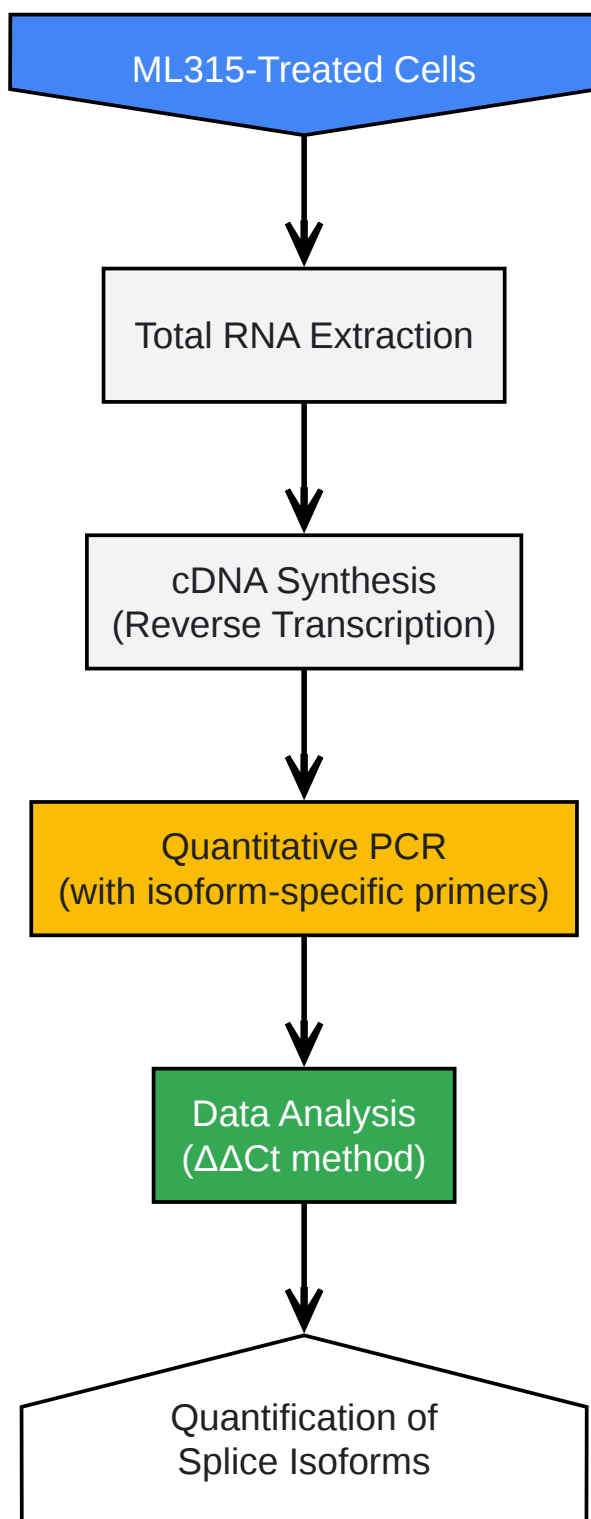 ML315-Treated Cells
Total RNA Extraction
cDNA Synthesis
(Reverse Transcription)
Quantitative PCR
(with isoform-specific primers)
Data Analysis
(ΔΔCt method)
Quantification of
Splice Isoforms